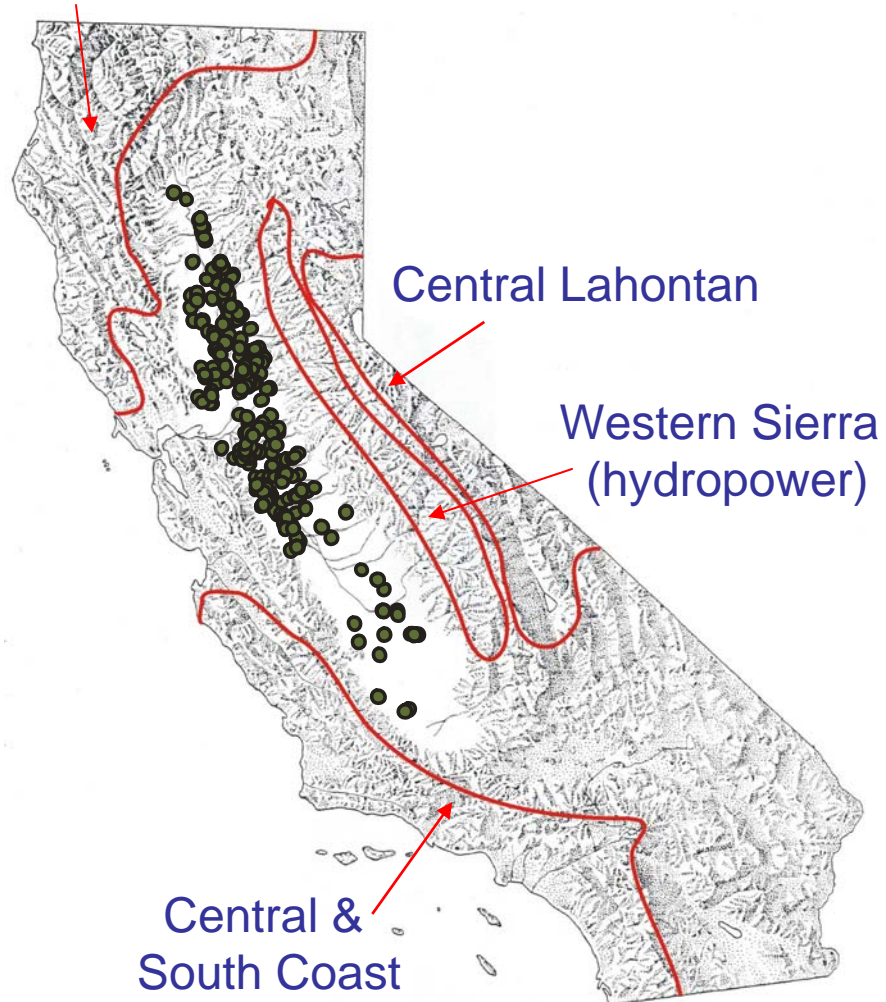 Central Lahontan
Western Sierra
(hydropower)
Central &
South Coast